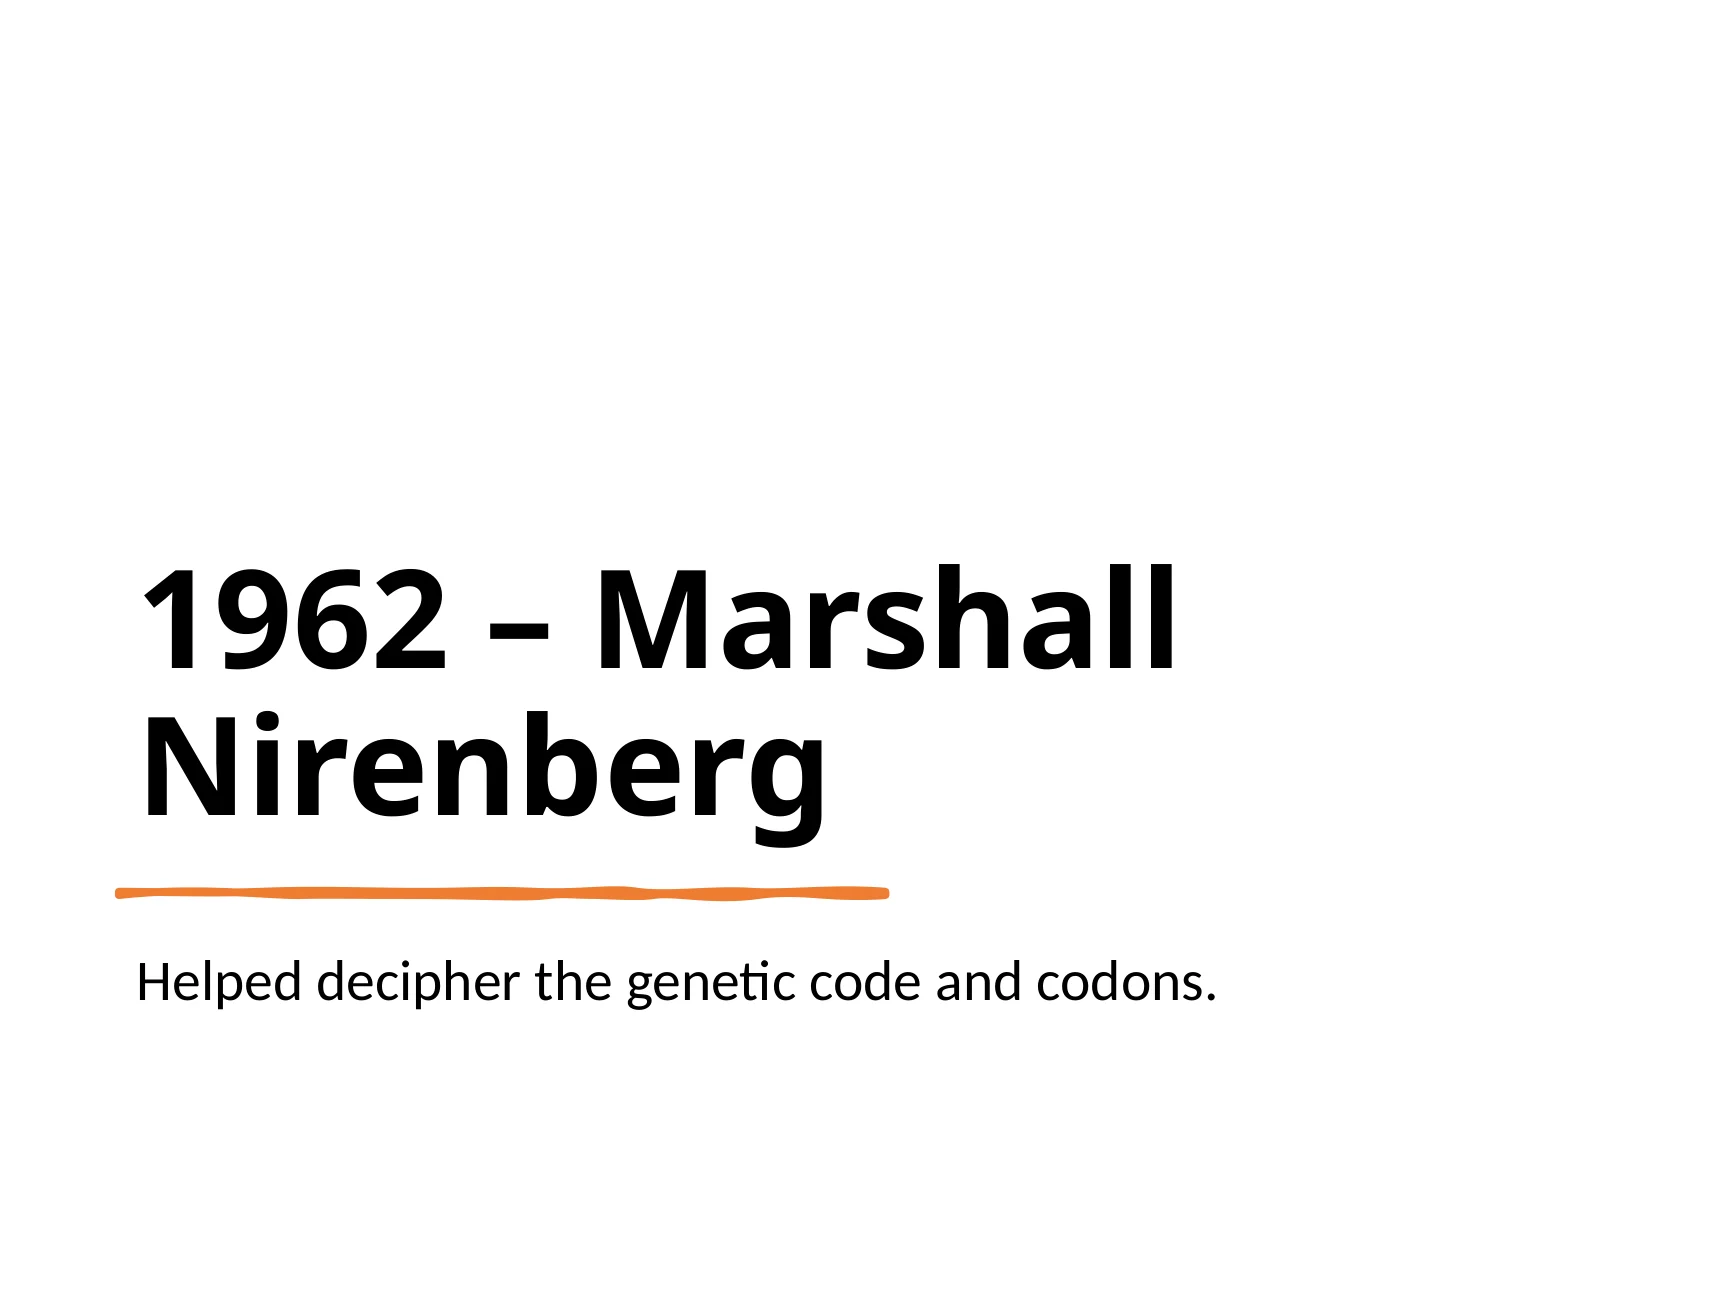 1962 – Marshall
Nirenberg
Helped decipher the genetic code and codons.